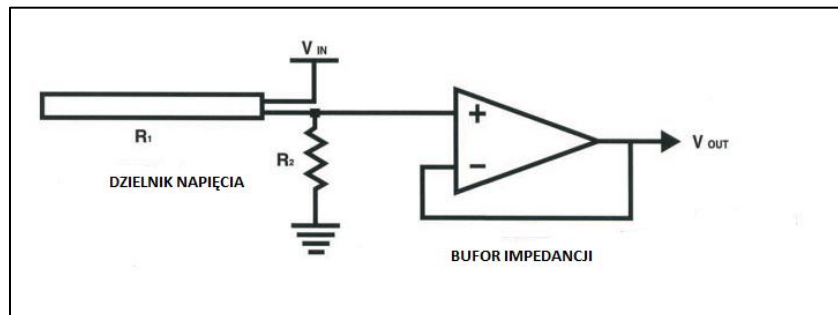 V IN
R1
R2
DZIELNIK NAPIĘCIA
+
−
V OUT
BUFOR IMPEDANCJI